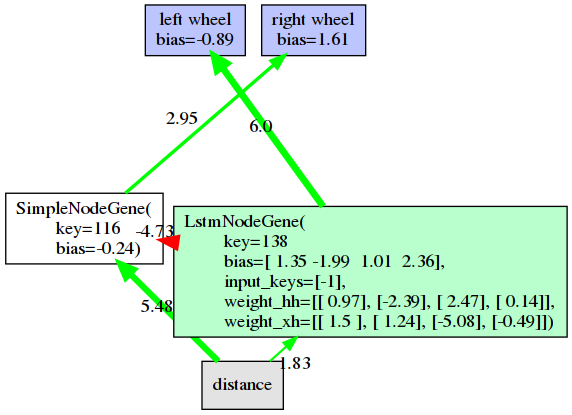 left wheel
bias=-0.89
right wheel
bias=1.61
2.95
6.0
SimpleNodeGene(
key=116
bias=-0.24)
-4.73
LstmNodeGene(
key=138
bias=[ 1.35 -1.99  1.01  2.36],
input_keys=[-1],
weight_hh=[[ 0.97], [-2.39], [ 2.47], [ 0.14]],
weight_xh=[[ 1.5 ], [ 1.24], [-5.08], [-0.49]])
5.48
1.83
distance